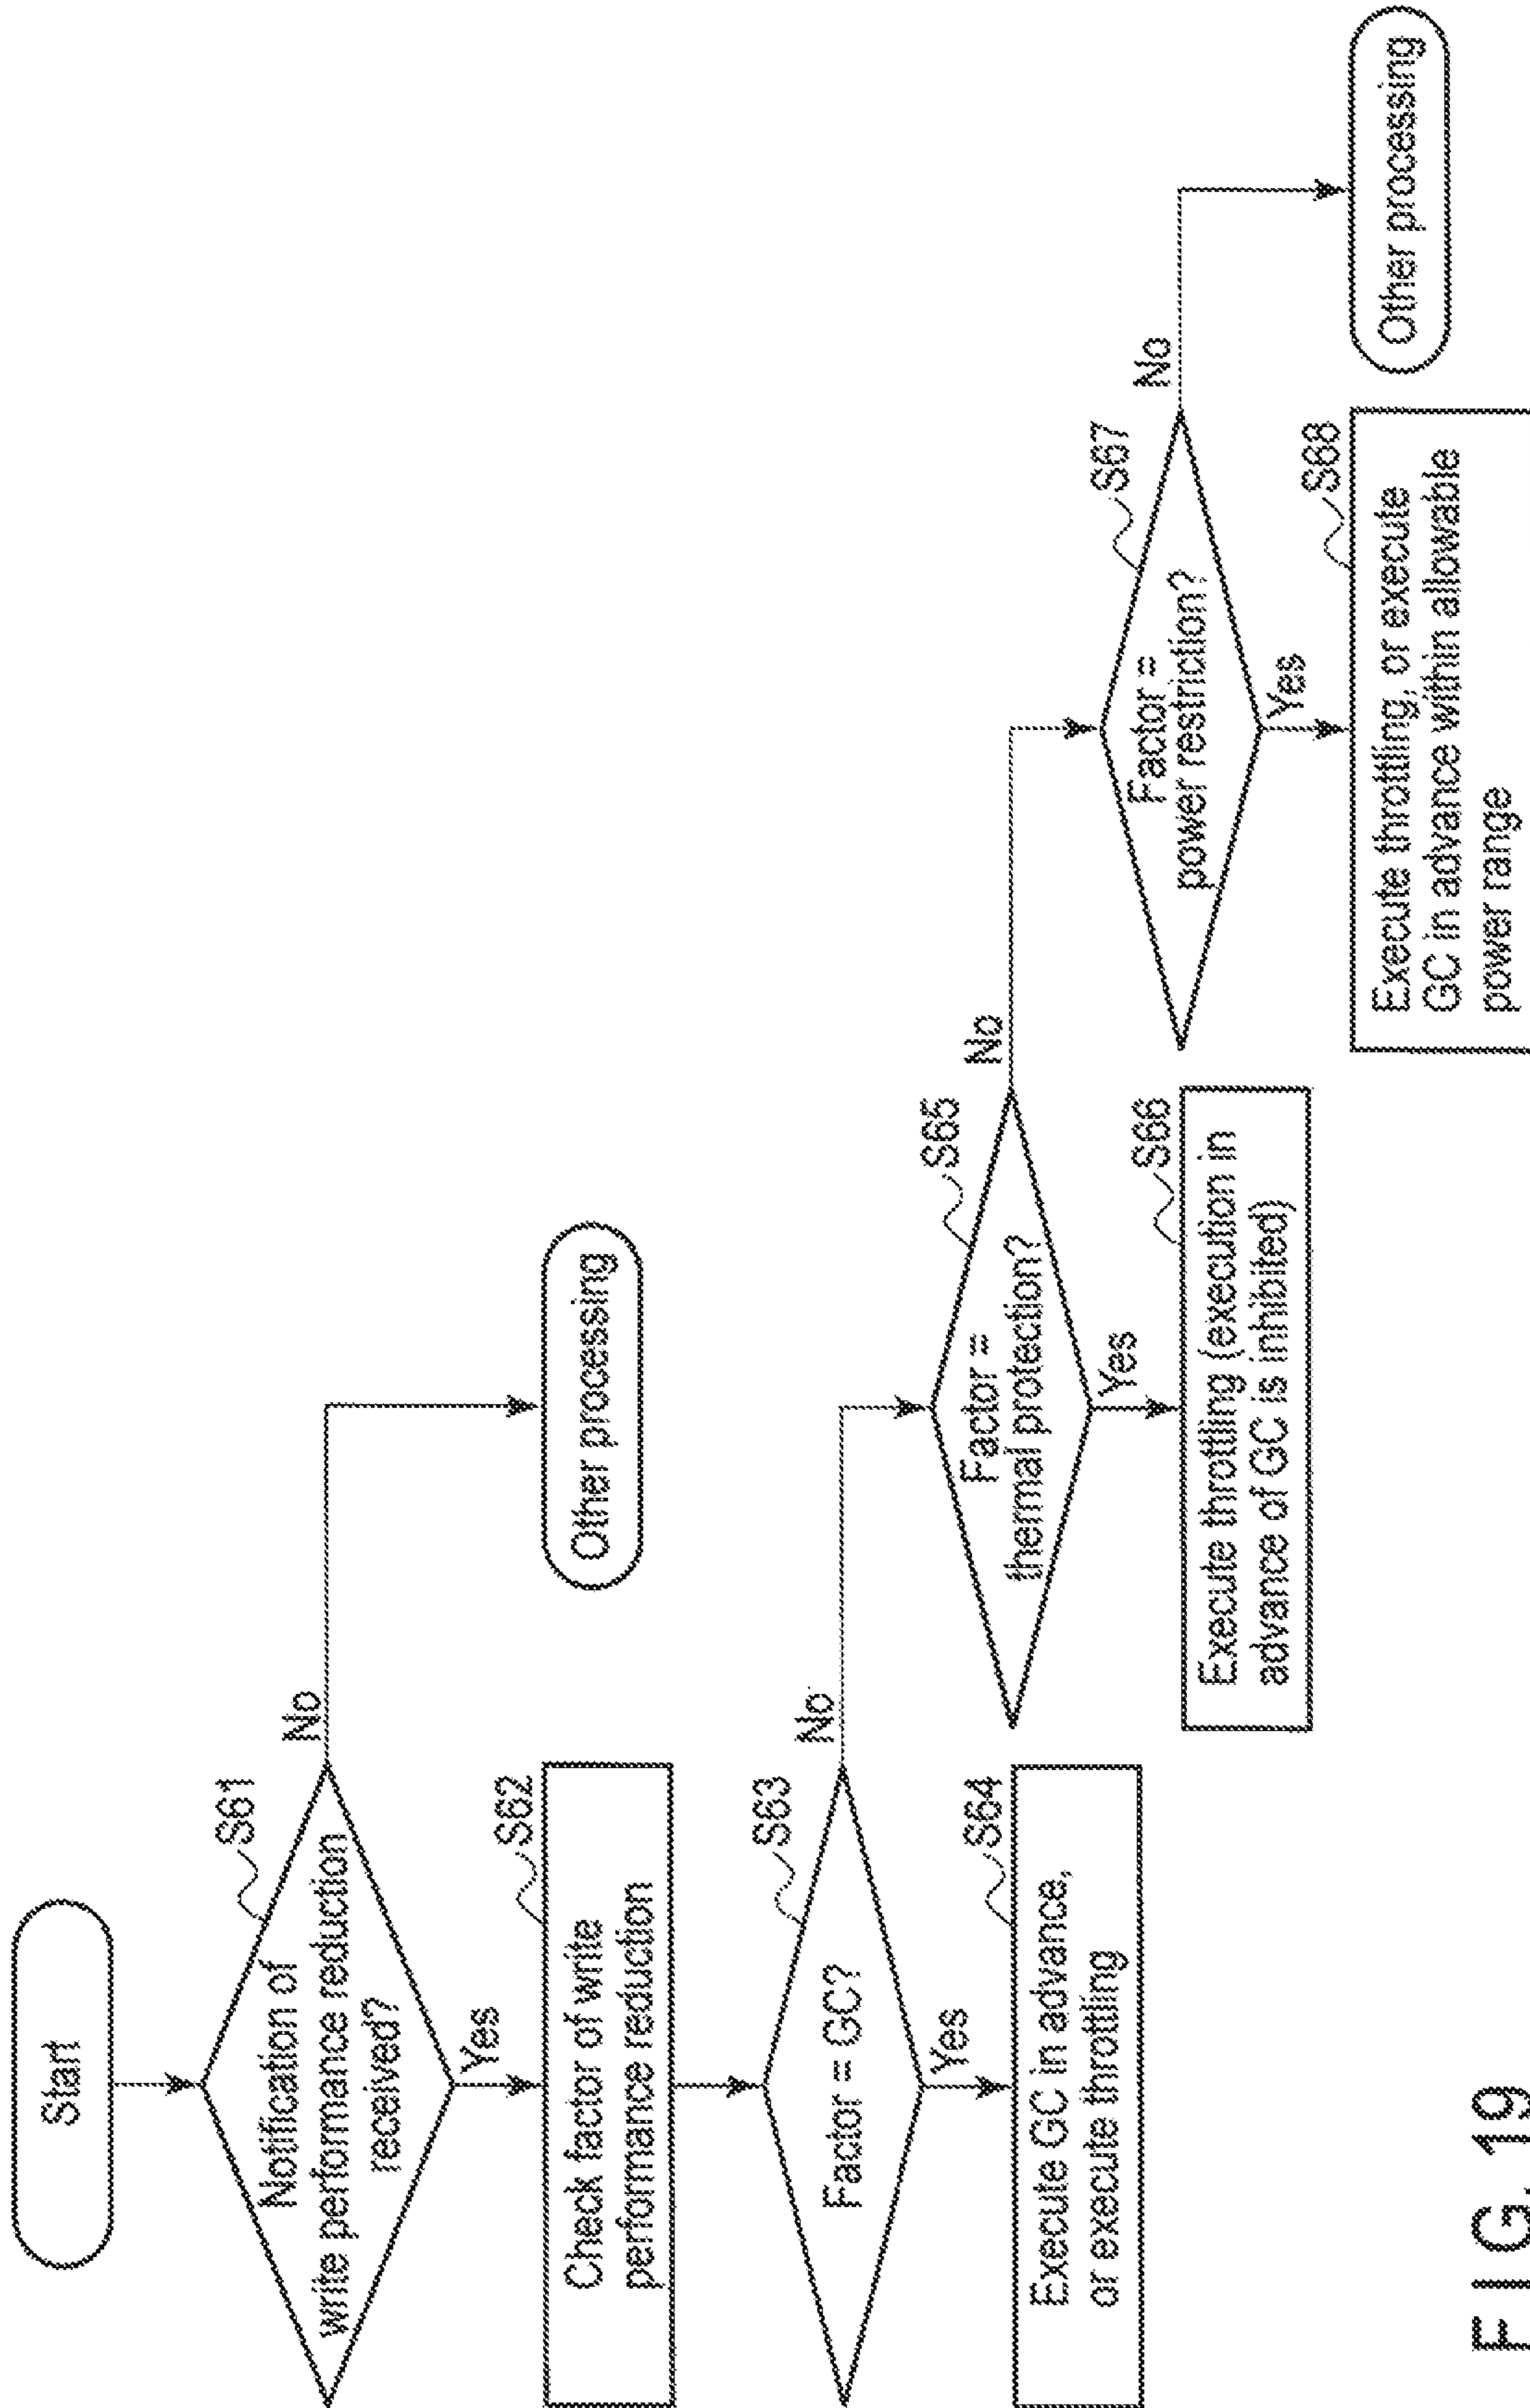 Start
Notification of
write performance reduction
received?
S61
No
Yes
Other processing
Check factor of write
performance reduction
S62
Factor = GC?
S63
No
Yes
Execute GC in advance,
or execute throttling
S64
Factor =
thermal protection?
S65
No
Yes
Execute throttling (execution in
advance of GC is inhibited)
S66
Factor =
power restriction?
S67
No
Yes
Other processing
Execute throttling, or execute
GC in advance within allowable
power range
S68
FIG. 19